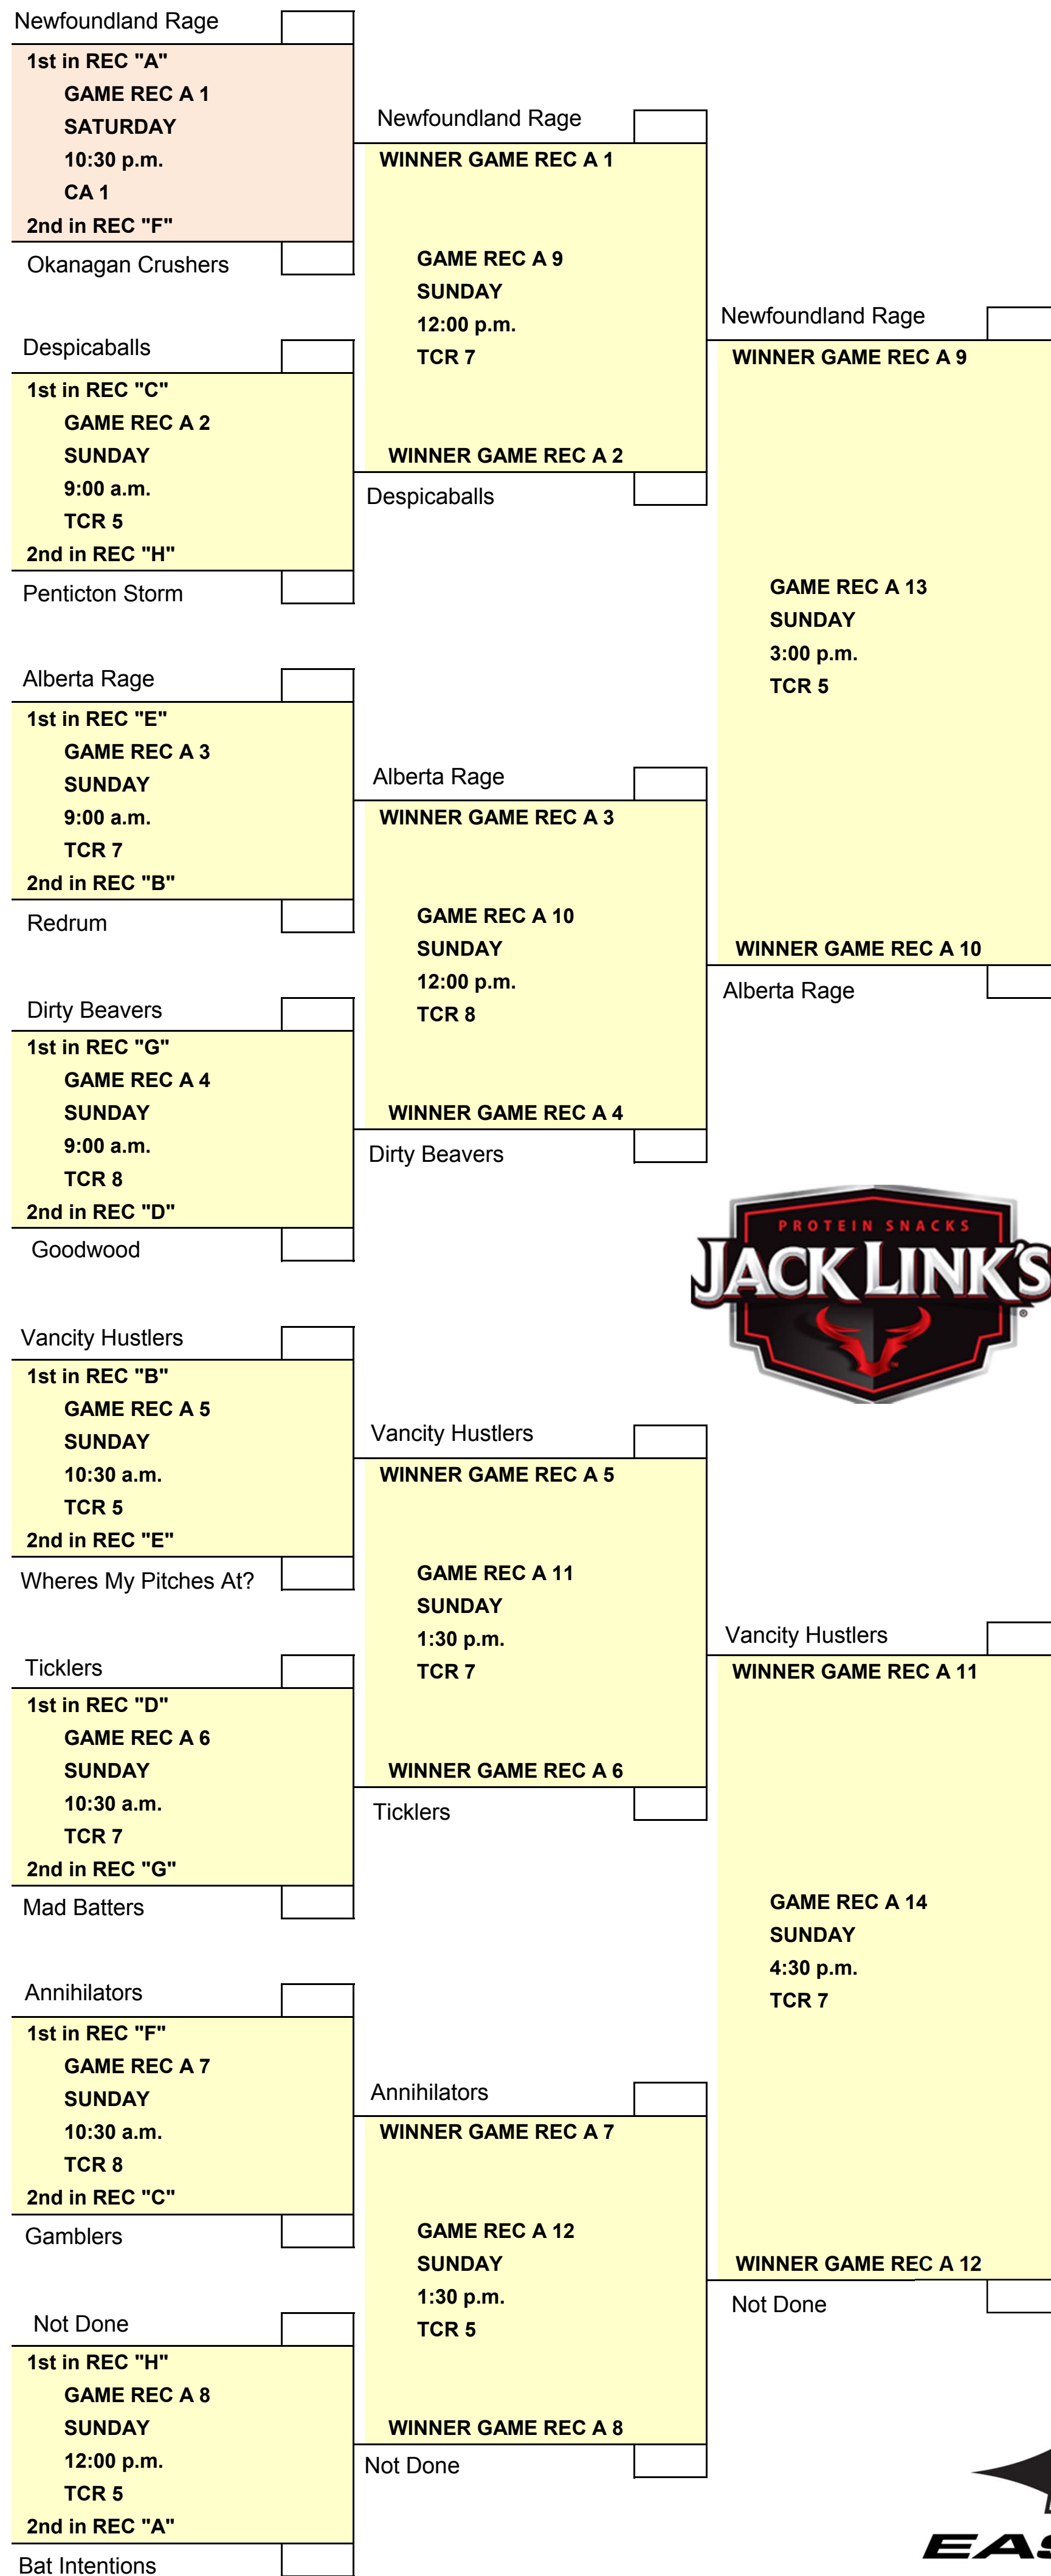 Newfoundland Rage
1st in REC "A"
GAME REC A 1
SATURDAY
10:30 p.m.
CA 1
2nd in REC "F"
Okanagan Crushers
Despicaballs
1st in REC "C"
GAME REC A 2
SUNDAY
9:00 a.m.
TCR 5
2nd in REC "H"
Penticton Storm
Alberta Rage
1st in REC "E"
GAME REC A 3
SUNDAY
9:00 a.m.
TCR 7
2nd in REC "B"
Redrum
Dirty Beavers
1st in REC "G"
GAME REC A 4
SUNDAY
9:00 a.m.
TCR 8
2nd in REC "D"
Goodwood
Vancity Hustlers
1st in REC "B"
GAME REC A 5
SUNDAY
10:30 a.m.
TCR 5
2nd in REC "E"
Wheres My Pitches At?
Ticklers
1st in REC "D"
GAME REC A 6
SUNDAY
10:30 a.m.
TCR 7
2nd in REC "G"
Mad Batters
Annihilators
1st in REC "F"
GAME REC A 7
SUNDAY
10:30 a.m.
TCR 8
2nd in REC "C"
Gamblers
Not Done
1st in REC "H"
GAME REC A 8
SUNDAY
12:00 p.m.
TCR 5
2nd in REC "A"
Bat Intentions
Newfoundland Rage
WINNER GAME REC A 1
GAME REC A 9
SUNDAY
12:00 p.m.
TCR 7
WINNER GAME REC A 2
Despicaballs
Alberta Rage
WINNER GAME REC A 3
GAME REC A 10
SUNDAY
12:00 p.m.
TCR 8
WINNER GAME REC A 4
Dirty Beavers
Vancity Hustlers
WINNER GAME REC A 5
GAME REC A 11
SUNDAY
1:30 p.m.
TCR 7
WINNER GAME REC A 6
Ticklers
Annihilators
WINNER GAME REC A 7
GAME REC A 12
SUNDAY
1:30 p.m.
TCR 5
WINNER GAME REC A 8
Not Done
Newfoundland Rage
WINNER GAME REC A 9
GAME REC A 13
SUNDAY
3:00 p.m.
TCR 5
WINNER GAME REC A 10
Alberta Rage
PROTEIN SNACKS
JACK LINK'S
Vancity Hustlers
WINNER GAME REC A 11
GAME REC A 14
SUNDAY
4:30 p.m.
TCR 7
WINNER GAME REC A 12
Not Done